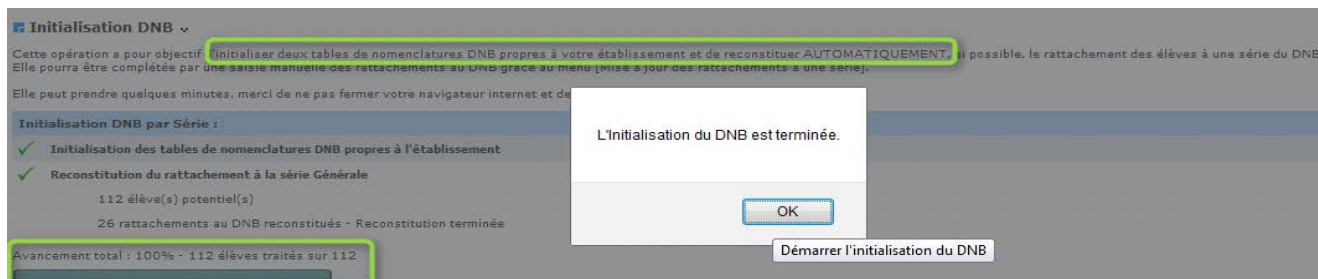 Initialisation DNB
Cette opération a pour objectif d'initialiser deux tables de nomenclatures DNB propres à votre établissement et de reconstituer AUTOMATIQUEMENT, si possible, le rattachement des élèves à une série du DNB
Elle pourra être complétée par une saisie manuelle des rattachements au DNB grâce au menu [Mise à jour des rattachements à une série].
Elle peut prendre quelques minutes, merci de ne pas fermer votre navigateur internet et de
Initialisation DNB par Série :
L'Initialisation du DNB est terminée.
Initialisation des tables de nomenclatures DNB propres à l'établissement
Reconstitution du rattachement à la série Générale
112 élève(s) potentiel(s)
OK
26 rattachements au DNB reconstitués - Reconstitution terminée
Démarrer l'initialisation du DNB
Avancement total : 100% - 112 élèves traités sur 112